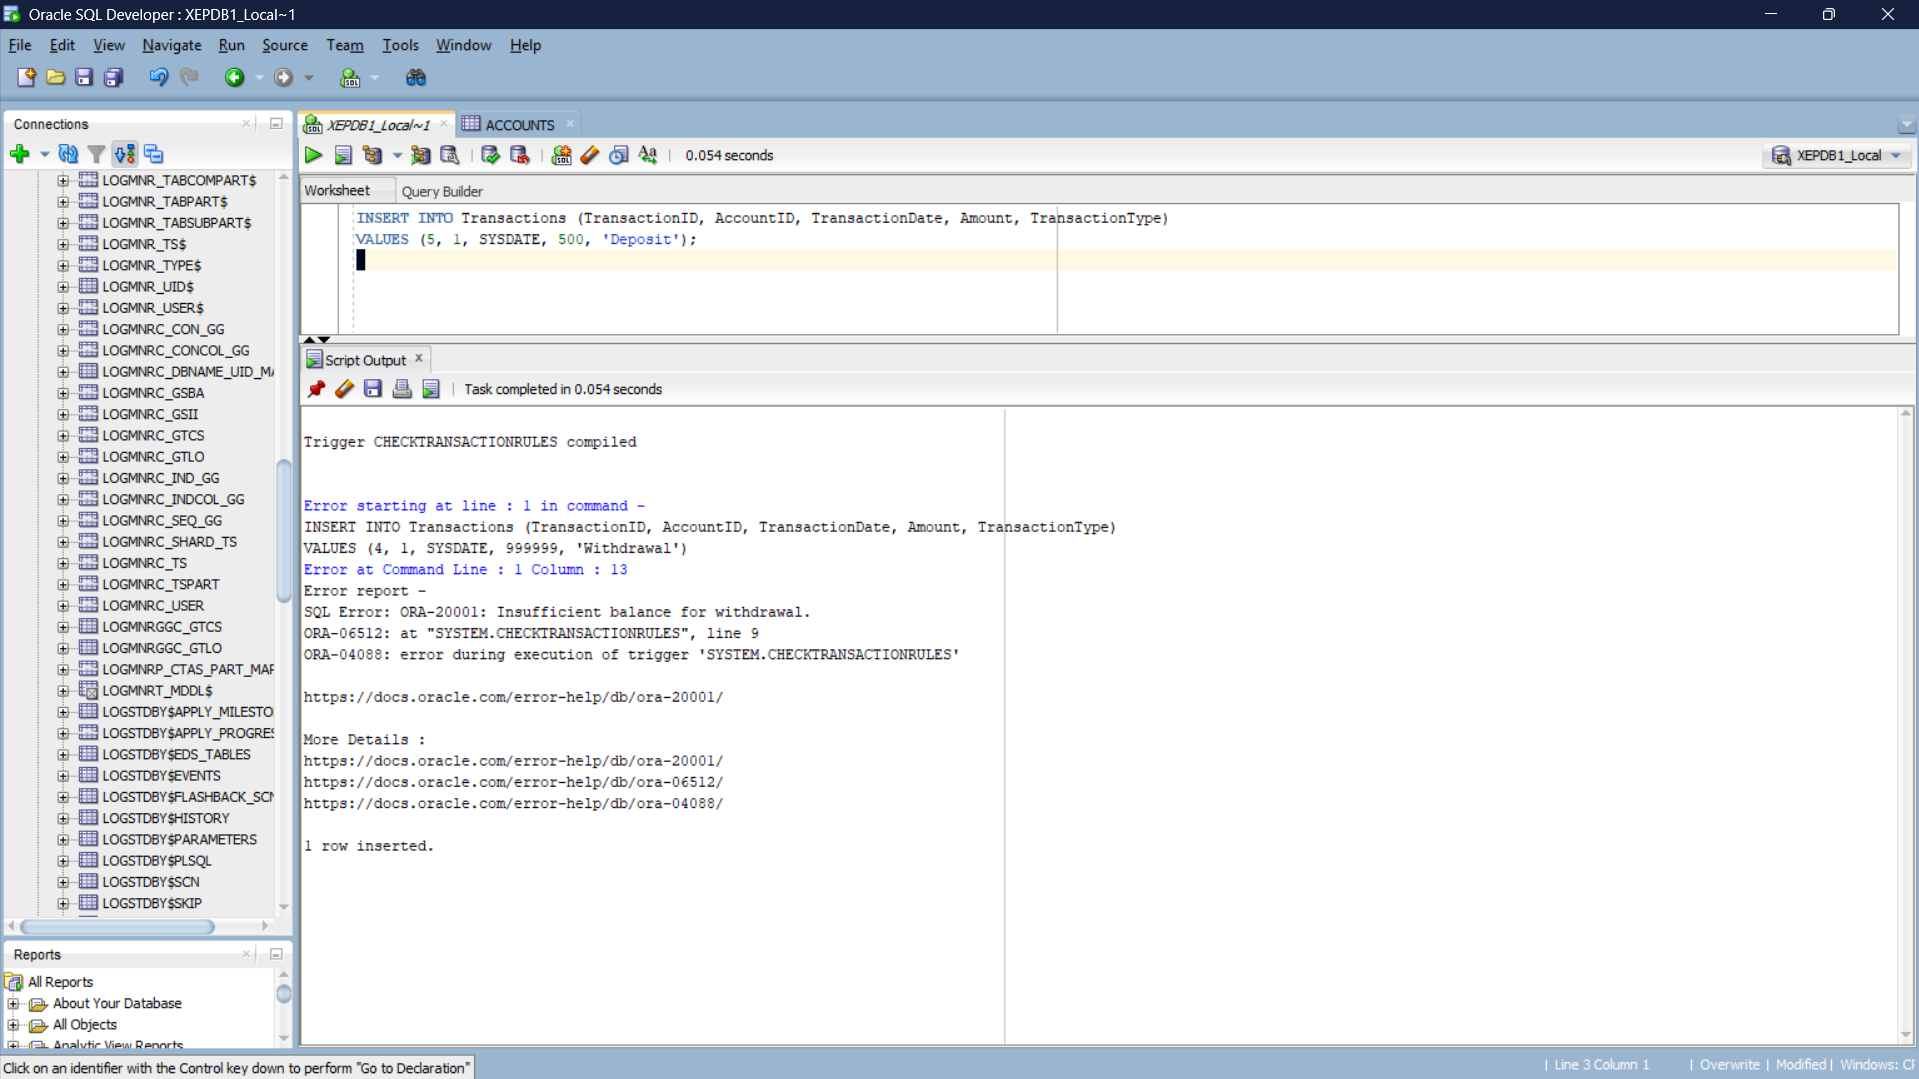 Oracle SQL Developer : XEPDB1_Local~1
File Edit View Navigate Run Source Team Tools Window Help
Connections
LOGMNR_TABCOMPART$
LOGMNR_TABPART$
LOGMNR_TABSUBPART$
LOGMNR_TS$
LOGMNR_TYPE$
LOGMNR_UID$
LOGMNR_USER$
LOGMNRC_CON_GG
LOGMNRC_CONCOL_GG
LOGMNRC_DBNAME_UID_MA
LOGMNRC_GSBA
LOGMNRC_GSII
LOGMNRC_GTCS
LOGMNRC_GTLO
LOGMNRC_IND_GG
LOGMNRC_INDCOL_GG
LOGMNRC_SEQ_GG
LOGMNRC_SHARD_TS
LOGMNRC_TS
LOGMNRC_TSPART
LOGMNRC_USER
LOGMNRGGC_GTCS
LOGMNRGGC_GTLO
LOGMNRP_CTAS_PART_MAP
LOGMNRT_MDDL$
LOGSTDBY$APPLY_MILESTO
LOGSTDBY$APPLY_PROGRES
LOGSTDBY$EDS_TABLES
LOGSTDBY$EVENTS
LOGSTDBY$FLASHBACK_SCN
LOGSTDBY$HISTORY
LOGSTDBY$PARAMETERS
LOGSTDBY$PLSQL
LOGSTDBY$SCN
LOGSTDBY$SKIP
Reports
All Reports
About Your Database
All Objects
Analytic View Reports
XEPDB1_Local~1 ACCOUNTS
0.054 seconds
XEPDB1_Local
Worksheet Query Builder
INSERT INTO Transactions (TransactionID, AccountID, TransactionDate, Amount, TransactionType)
VALUES (5, 1, SYSDATE, 500, 'Deposit');
Script Output
Task completed in 0.054 seconds
Trigger CHECKTRANSACTIONRULES compiled
Error starting at line : 1 in command -
INSERT INTO Transactions (TransactionID, AccountID, TransactionDate, Amount, TransactionType)
VALUES (4, 1, SYSDATE, 999999, 'Withdrawal')
Error at Command Line : 1 Column : 13
Error report -
SQL Error: ORA-20001: Insufficient balance for withdrawal.
ORA-06512: at "SYSTEM.CHECKTRANSACTIONRULES", line 9
ORA-04088: error during execution of trigger 'SYSTEM.CHECKTRANSACTIONRULES'
https://docs.oracle.com/error-help/db/ora-20001/
More Details :
https://docs.oracle.com/error-help/db/ora-20001/
https://docs.oracle.com/error-help/db/ora-06512/
https://docs.oracle.com/error-help/db/ora-04088/
1 row inserted.
Click on an identifier with the Control key down to perform "Go to Declaration"
| Line 3 Column 1 | Overwrite | Modified | Windows: CF